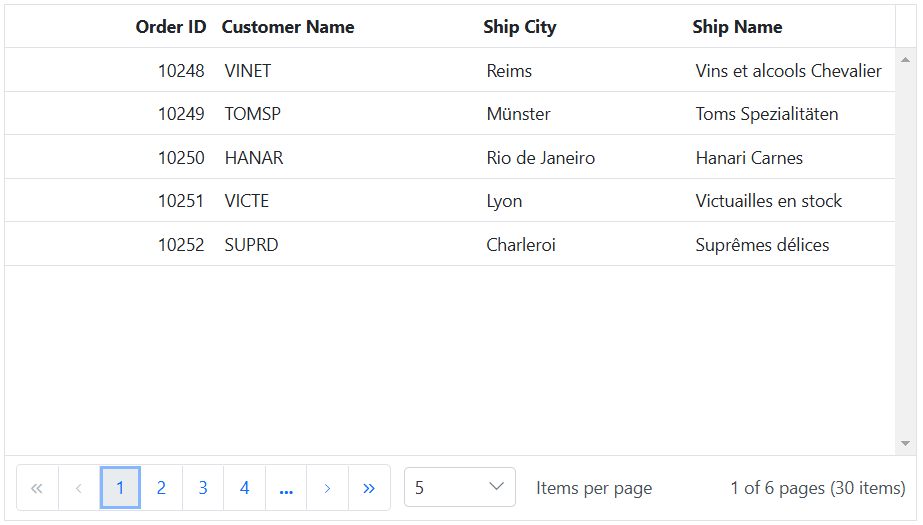 Order ID Customer Name Ship City Ship Name
10248 VINET Reims Vins et alcools Chevalier
10249 TOMSP Münster Toms Spezialitäten
10250 HANAR Rio de Janeiro Hanari Carnes
10251 VICTE Lyon Victuailles en stock
10252 SUPRD Charleroi Suprêmes délices
« ‹ 1 2 3 4 ... › » 5 Items per page 1 of 6 pages (30 items)